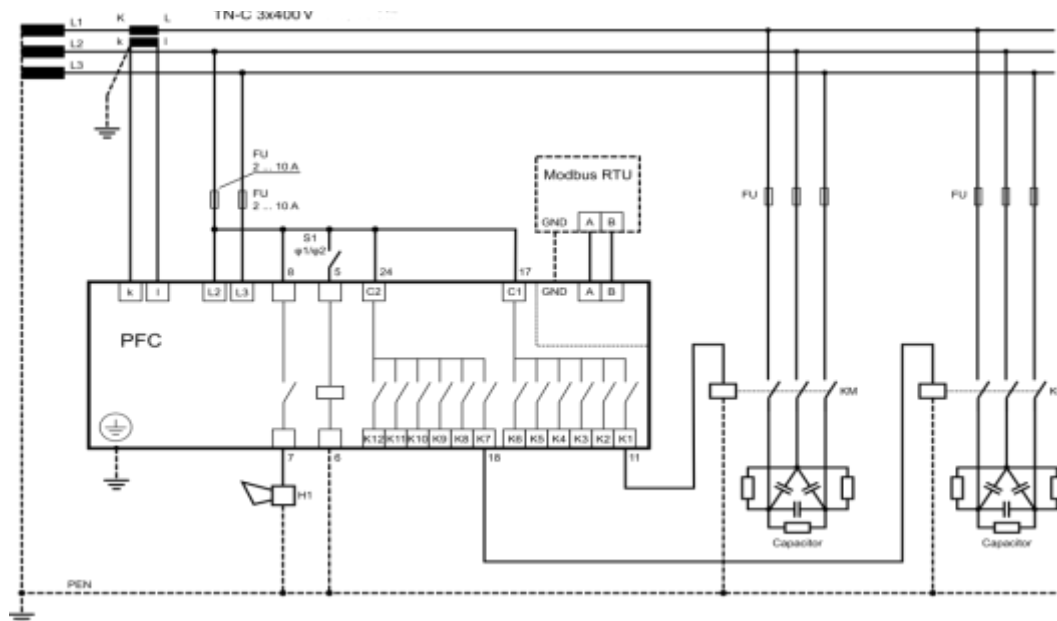 TN-C 3x400 V
L1 K L
L2 k l
L3
FU
2 ... 10 A
FU
2 ... 10 A
Modbus RTU
GND A B
FU
FU
S1
φ1/φ2
8 5 24 17
k l L2 L3 C2 C1 GND A B
PFC
KM
K
K12 K11 K10 K9 K8 K7 K6 K5 K4 K3 K2 K1
7 6 18 11
H1
Capacitor
Capacitor
PEN